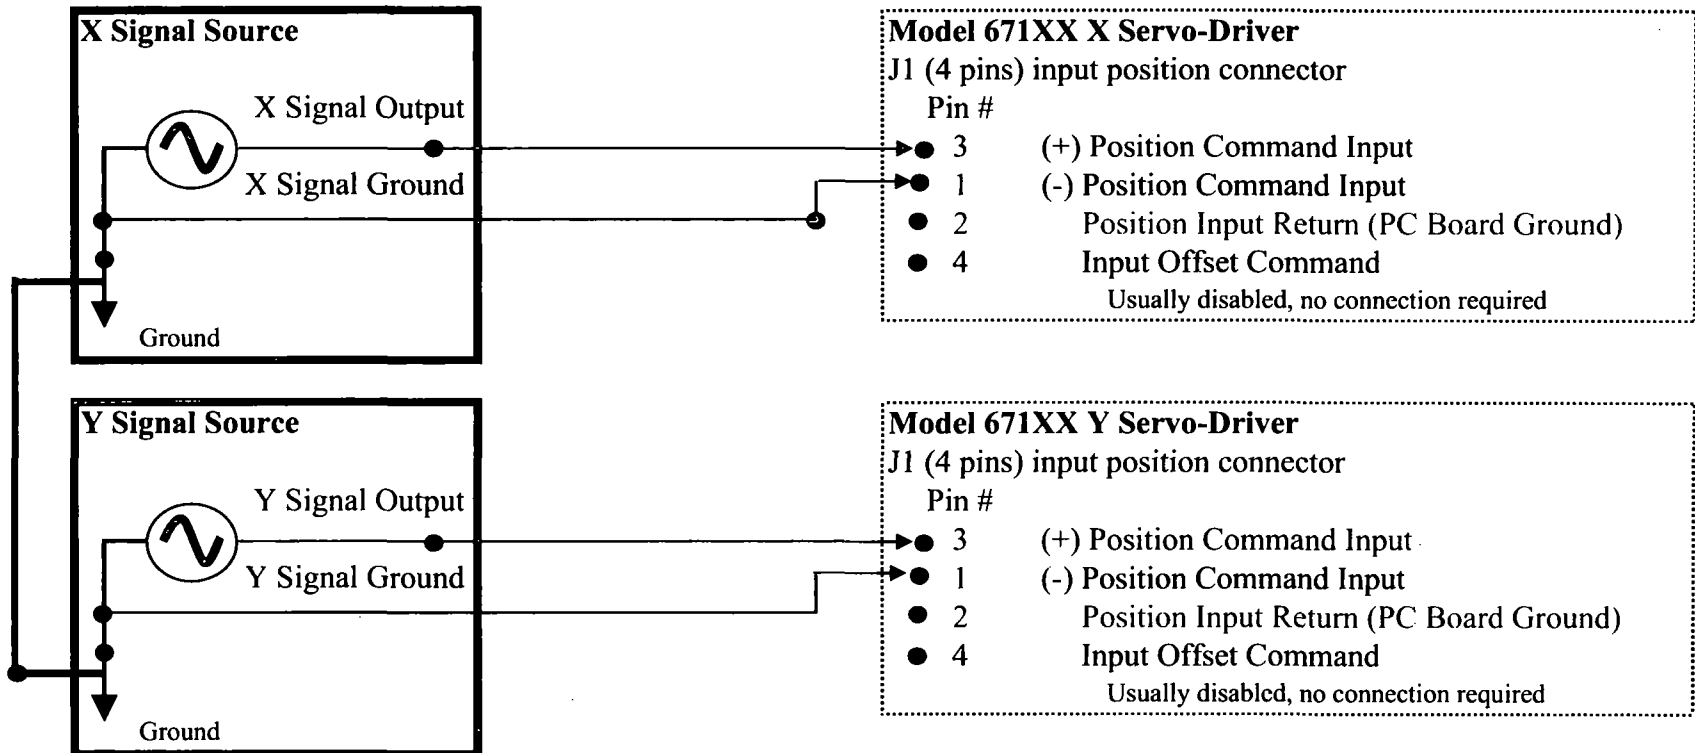 X Signal Source
X Signal Output
X Signal Ground
Ground
Model 671XX X Servo-Driver
J1 (4 pins) input position connector
Pin #
3 (+) Position Command Input
1 (-) Position Command Input
2 Position Input Return (PC Board Ground)
4 Input Offset Command
Usually disabled, no connection required
Y Signal Source
Y Signal Output
Y Signal Ground
Ground
Model 671XX Y Servo-Driver
J1 (4 pins) input position connector
Pin #
3 (+) Position Command Input
1 (-) Position Command Input
2 Position Input Return (PC Board Ground)
4 Input Offset Command
Usually disabled, no connection required